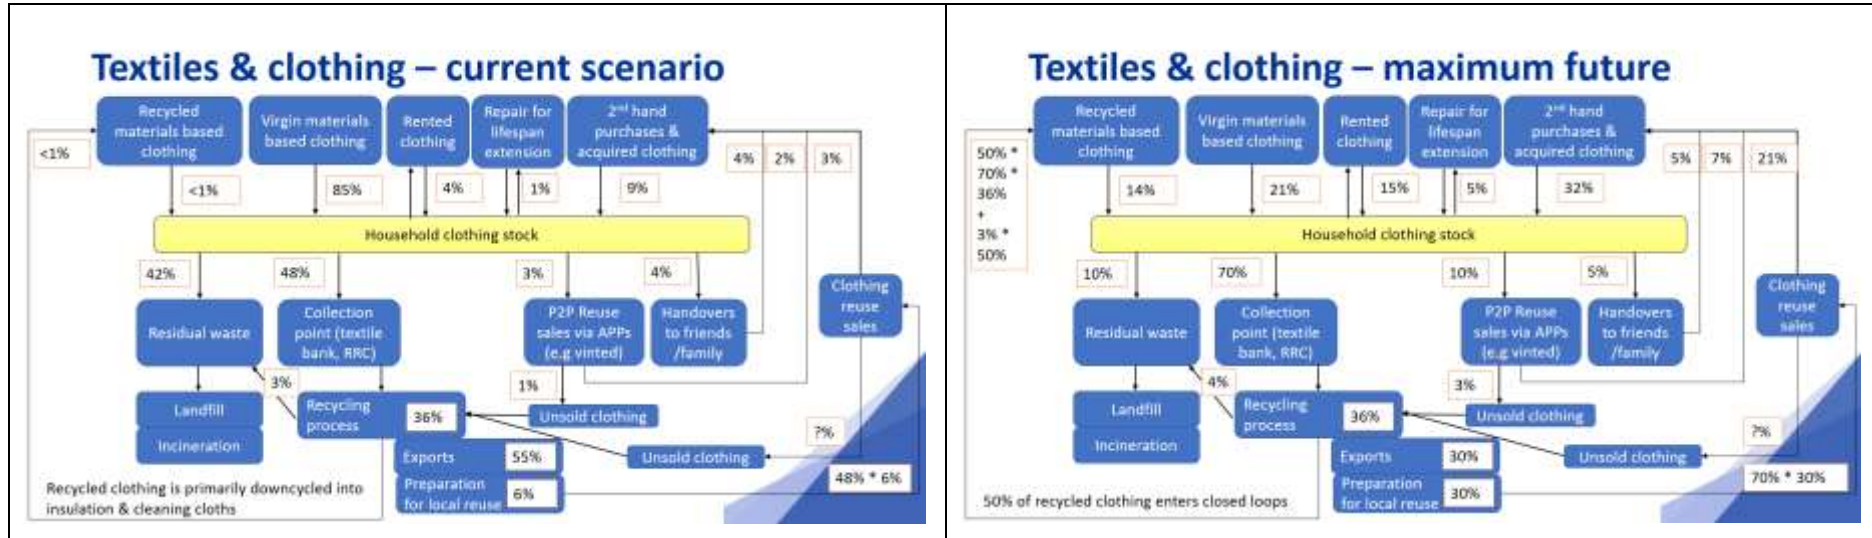 Textiles & clothing – current scenario
Recycled
materials based
clothing
Virgin materials
based clothing
Rented
clothing
Repair for
lifespan
extension
2nd hand
purchases &
acquired clothing
<1%
<1%
85%
4%
1%
9%
4%
2%
3%
Household clothing stock
42%
48%
3%
4%
Residual waste
Collection
point (textile
bank, RRC)
P2P Reuse
sales via APPs
(e.g vinted)
Handovers
to friends
/family
Clothing
reuse
sales
3%
1%
Landfill
Incineration
Recycling
process
36%
Unsold clothing
?%
Exports
55%
Unsold clothing
Preparation
for local reuse
6%
48% * 6%
Recycled clothing is primarily downcycled into
insulation & cleaning cloths
Textiles & clothing – maximum future
Recycled
materials based
clothing
Virgin materials
based clothing
Rented
clothing
Repair for
lifespan
extension
2nd hand
purchases &
acquired clothing
50% *
70% *
36%
+
3% *
50%
14%
21%
15%
5%
32%
5%
7%
21%
Household clothing stock
10%
70%
10%
5%
Residual waste
Collection
point (textile
bank, RRC)
P2P Reuse
sales via APPs
(e.g vinted)
Handovers
to friends
/family
Clothing
reuse
sales
4%
3%
Landfill
Incineration
Recycling
process
36%
Unsold clothing
?%
Exports
30%
Unsold clothing
Preparation
for local reuse
30%
70% * 30%
50% of recycled clothing enters closed loops